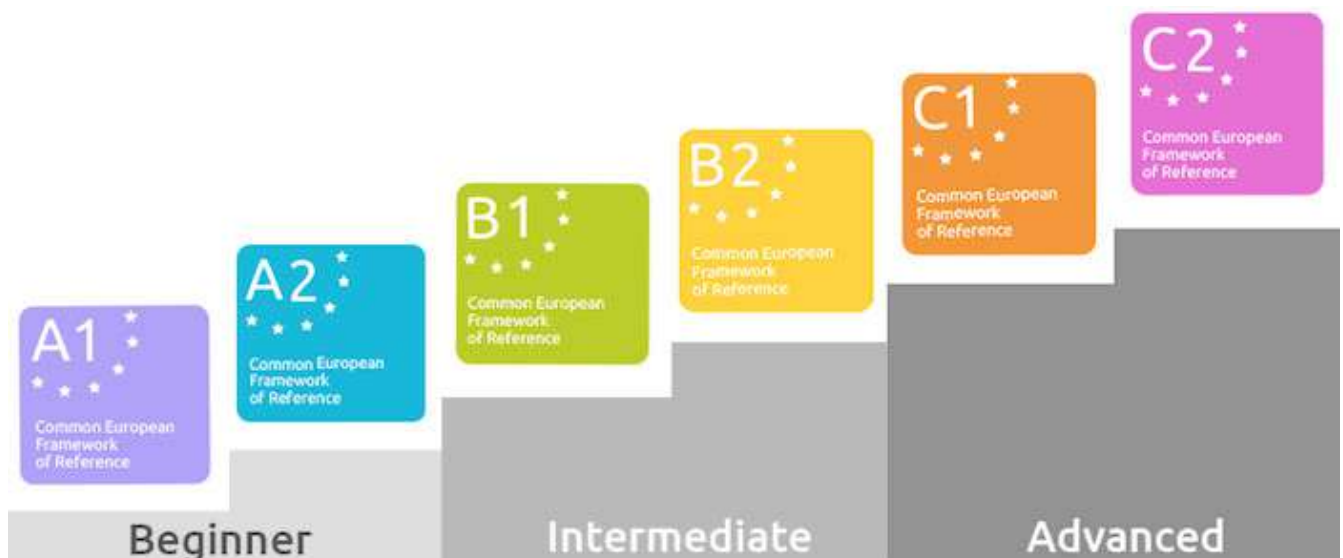 A1
Common European
Framework
of Reference
A2
Common European
Framework
of Reference
B1
Common European
Framework
of Reference
B2
Common European
Framework
of Reference
C1
Common European
Framework
of Reference
C2
Common European
Framework
of Reference
Beginner
Intermediate
Advanced